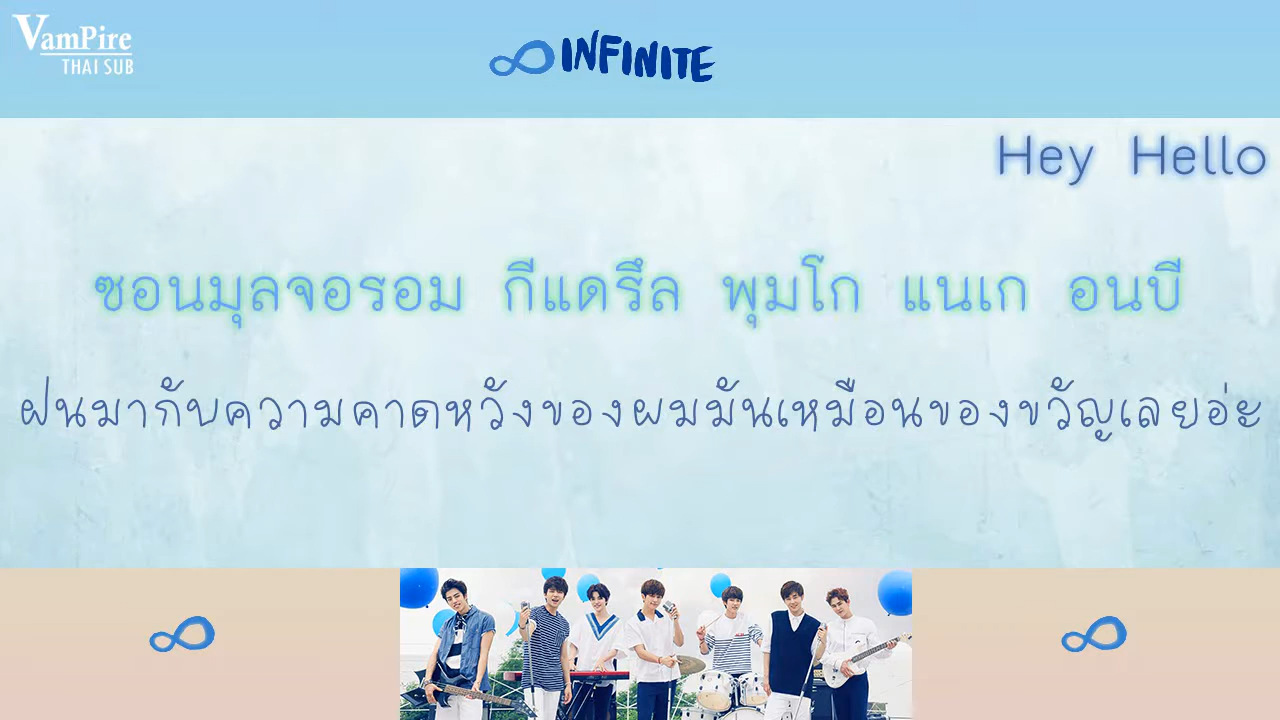 VamPire
THAI SUB
INFINITE
Hey Hello
ซอนมุลจอรอม กีแดรึล พุมโก แนเก อนบี
ฝนมากับความคาดหวังของผมมันเหมือนของขวัญเลยอ่ะ